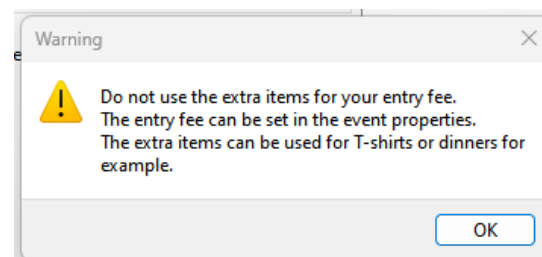 Warning
e
Do not use the extra items for your entry fee.
The entry fee can be set in the event properties.
The extra items can be used for T-shirts or dinners for
example.
OK